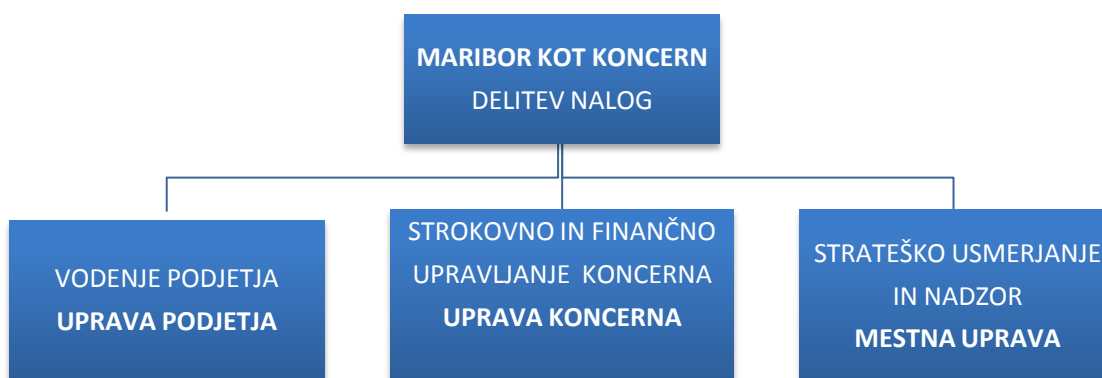 MARIBOR KOT KONCERN
DELITEV NALOG
VODENJE PODJETJA
UPRAVA PODJETJA
STROKOVNO IN FINANČNO
UPRAVLJANJE KONCERNA
UPRAVA KONCERNA
STRATEŠKO USMERJANJE
IN NADZOR
MESTNA UPRAVA